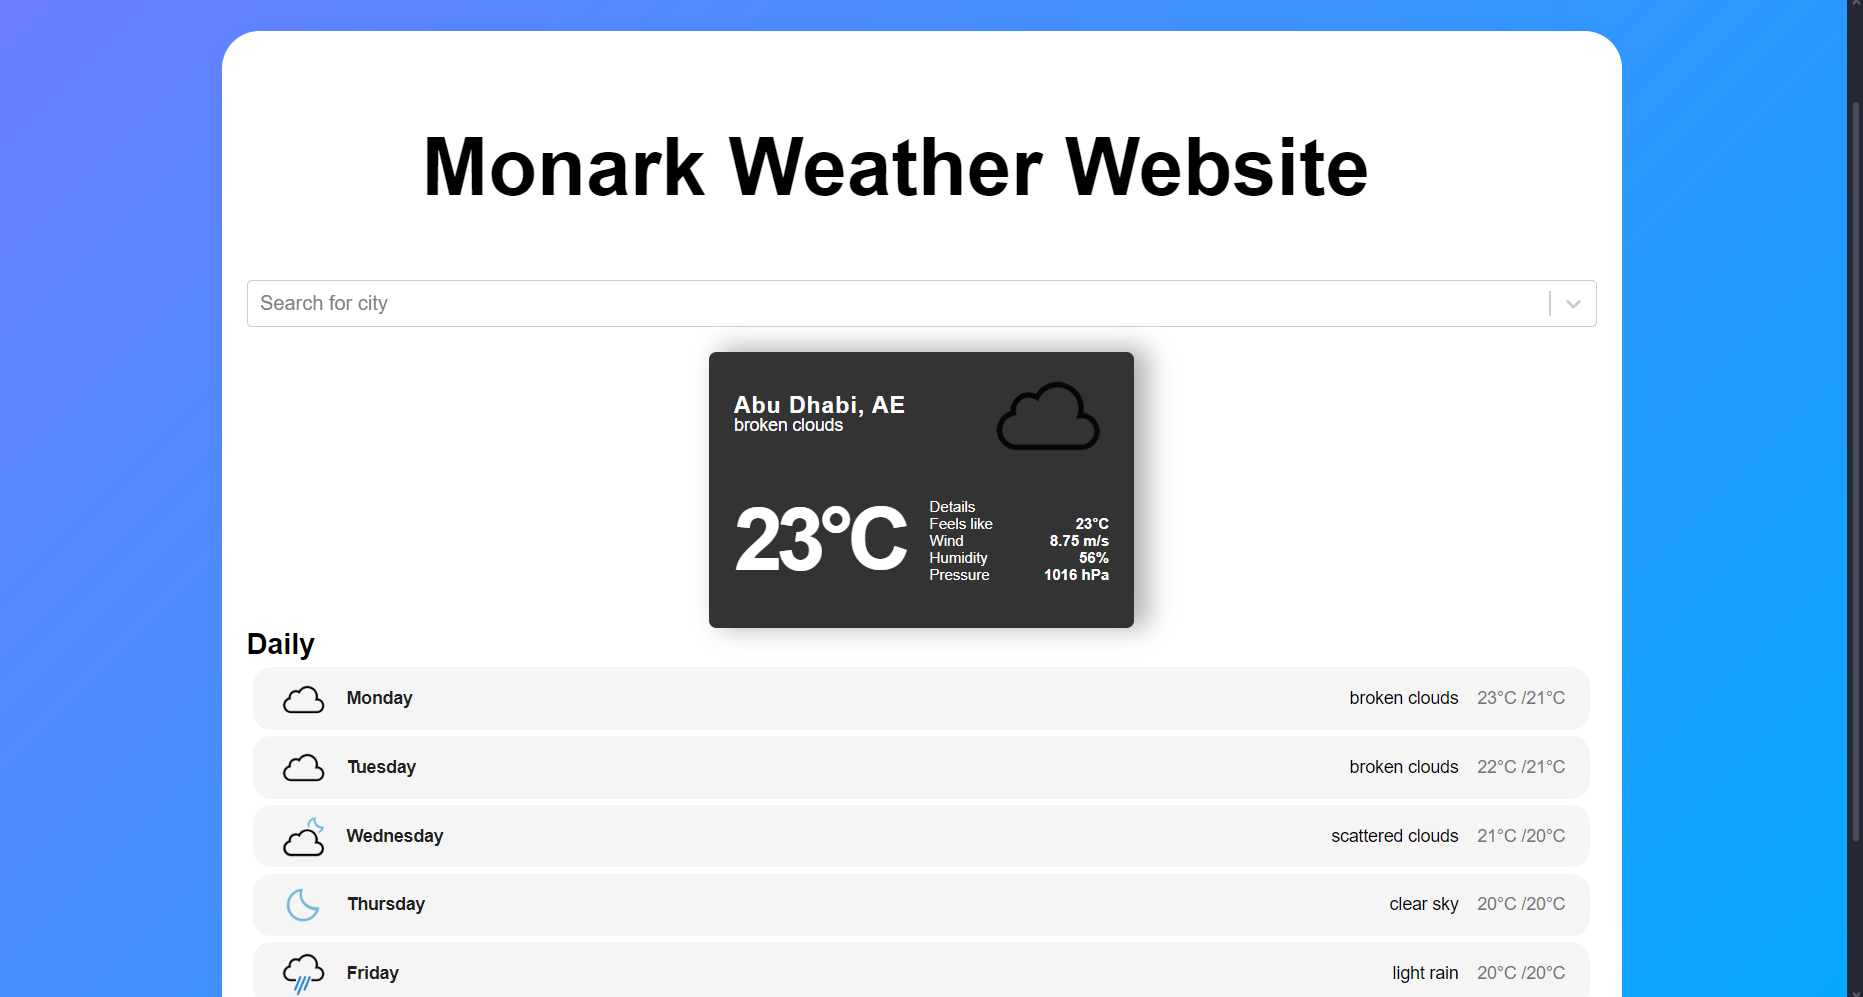 Monark Weather Website
Search for city
Abu Dhabi, AE
broken clouds
23°C
Details
Feels like 23°C
Wind 8.75 m/s
Humidity 56%
Pressure 1016 hPa
Daily
Monday broken clouds 23°C /21°C
Tuesday broken clouds 22°C /21°C
Wednesday scattered clouds 21°C /20°C
Thursday clear sky 20°C /20°C
Friday light rain 20°C /20°C